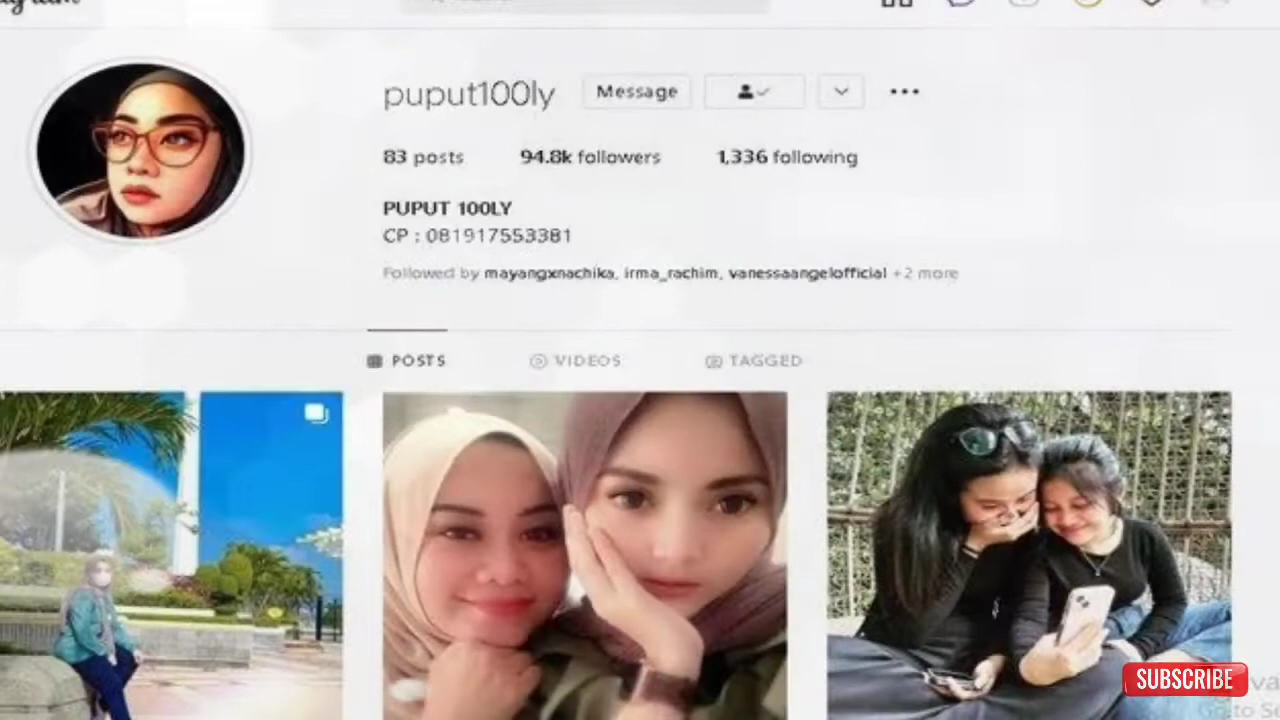 puput100ly Message
83 posts 94.8k followers 1,336 following
PUPUT 100LY
CP : 081917553381
Followed by mayangxnachika, irma_rachim, vanessaangelofficial +2 more
POSTS VIDEOS TAGGED
SUBSCRIBE